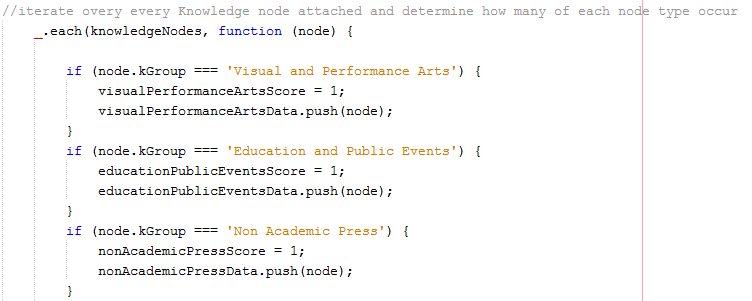 //iterate overy every Knowledge node attached and determine how many of each node type occur
_.each(knowledgeNodes, function (node) {
if (node.kGroup === 'Visual and Performance Arts') {
visualPerformanceArtsScore = 1;
visualPerformanceArtsData.push(node);
}
if (node.kGroup === 'Education and Public Events') {
educationPublicEventsScore = 1;
educationPublicEventsData.push(node);
}
if (node.kGroup === 'Non Academic Press') {
nonAcademicPressScore = 1;
nonAcademicPressData.push(node);
}